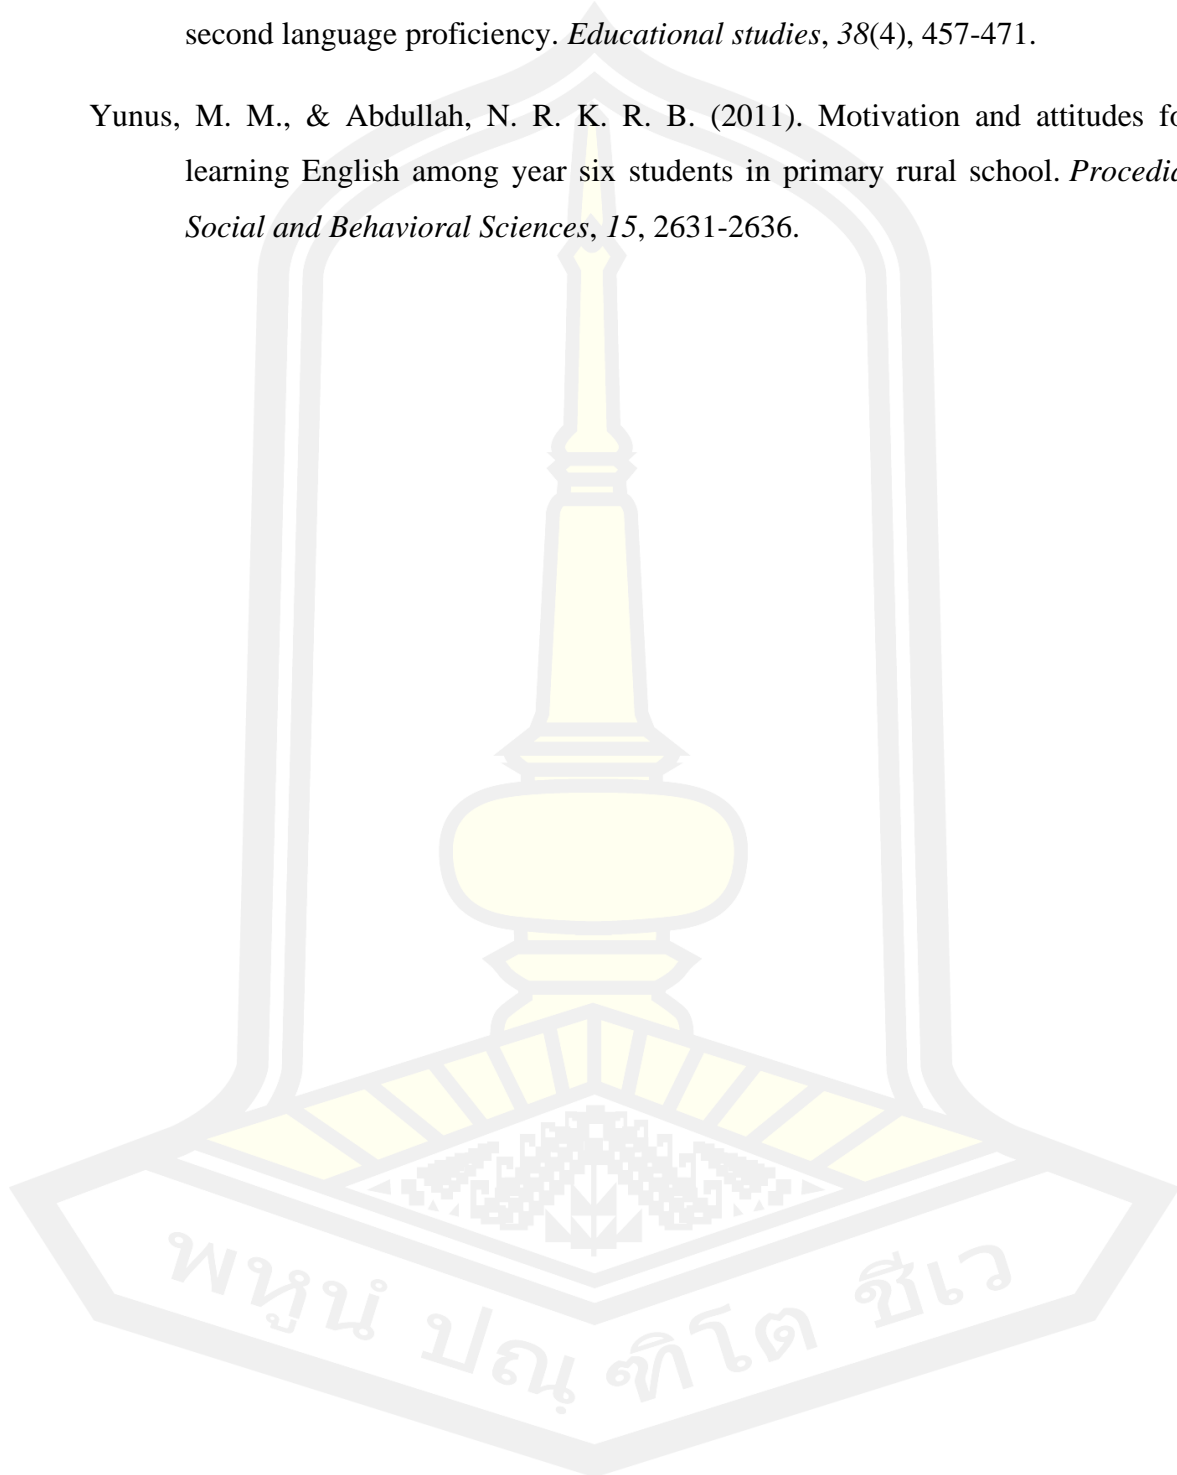 second language proficiency. Educational studies, 38(4), 457-471.
Yunus, M. M., & Abdullah, N. R. K. R. B. (2011). Motivation and attitudes fo
learning English among year six students in primary rural school. Procedia
Social and Behavioral Sciences, 15, 2631-2636.
พหูนํ ปณฺฑิโต ชีเว